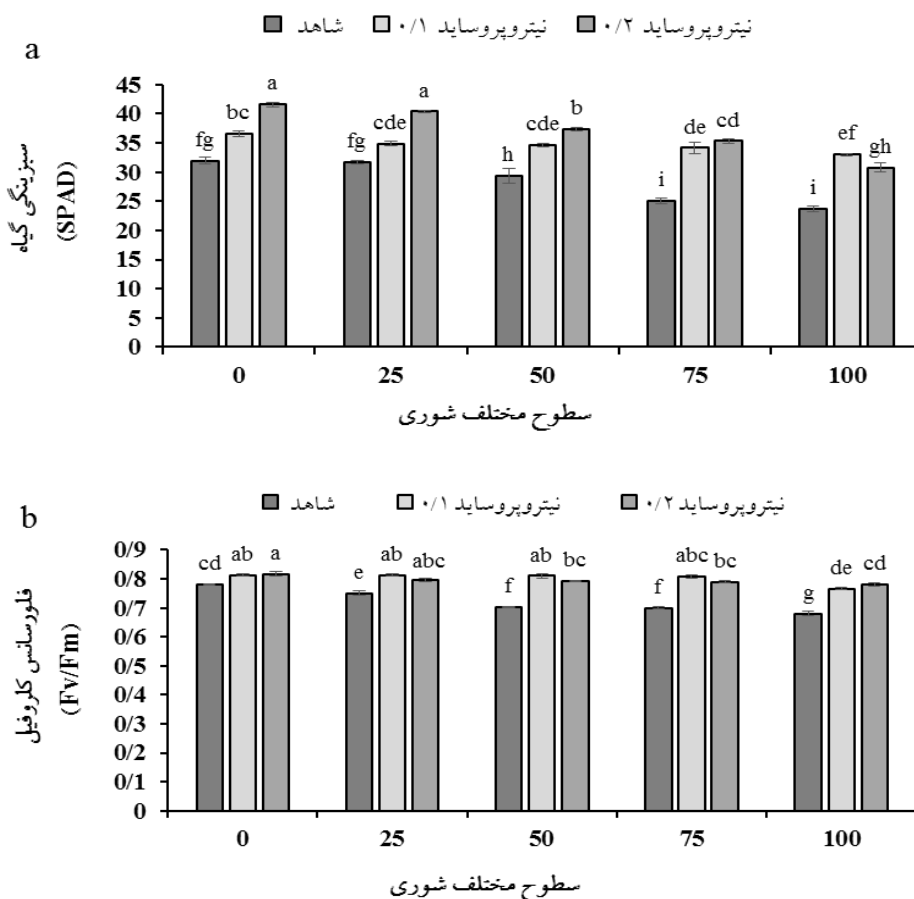 a
شاهد نیتروپروساید ۰/۱ نیتروپروساید ۰/۲
سبزینگی گیاه
(SPAD)
45
40
35
30
25
20
15
10
5
0
fg bc a fg cde a h cde b i de cd i ef gh
0 25 50 75 100
سطوح مختلف شوری
b
شاهد نیتروپروساید ۰/۱ نیتروپروساید ۰/۲
فلورسانس کلروفیل
(Fv/Fm)
0/9
0/8
0/7
0/6
0/5
0/4
0/3
0/2
0/1
0
cd ab a e ab abc f ab bc f abc bc g de cd
0 25 50 75 100
سطوح مختلف شوری